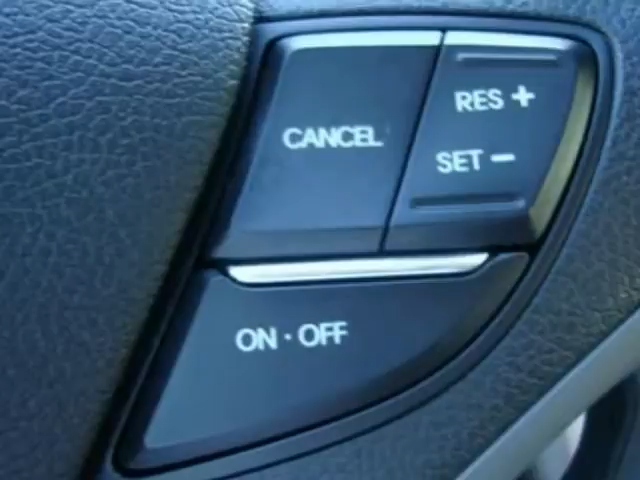 CANCEL
RES +
SET −
ON · OFF